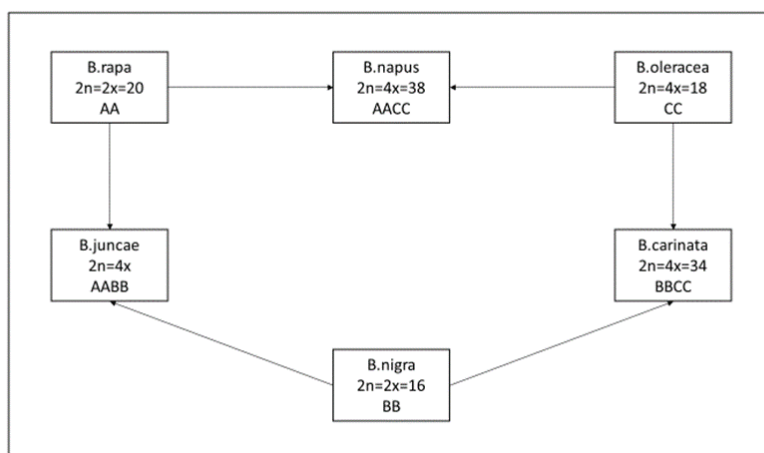 B.rapa
2n=2x=20
AA
B.napus
2n=4x=38
AACC
B.oleracea
2n=4x=18
CC
B.juncae
2n=4x
AABB
B.carinata
2n=4x=34
BBCC
B.nigra
2n=2x=16
BB